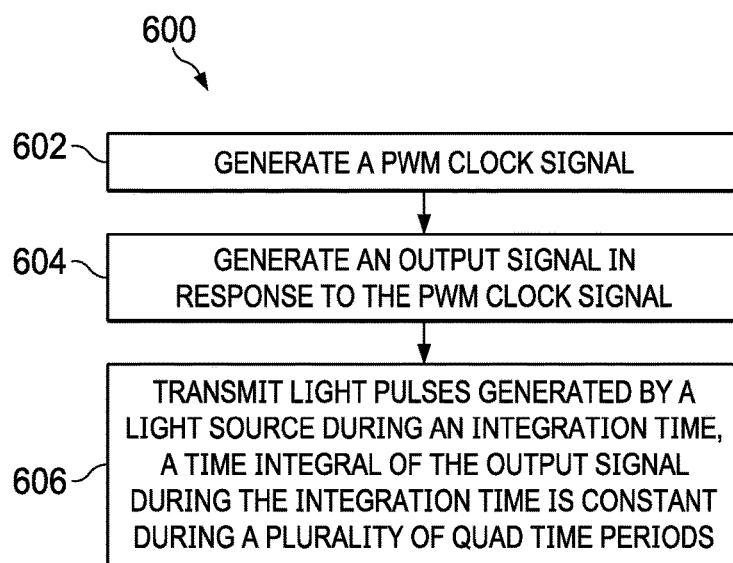 600
602
GENERATE A PWM CLOCK SIGNAL
604
GENERATE AN OUTPUT SIGNAL IN
RESPONSE TO THE PWM CLOCK SIGNAL
606
TRANSMIT LIGHT PULSES GENERATED BY A
LIGHT SOURCE DURING AN INTEGRATION TIME,
A TIME INTEGRAL OF THE OUTPUT SIGNAL
DURING THE INTEGRATION TIME IS CONSTANT
DURING A PLURALITY OF QUAD TIME PERIODS